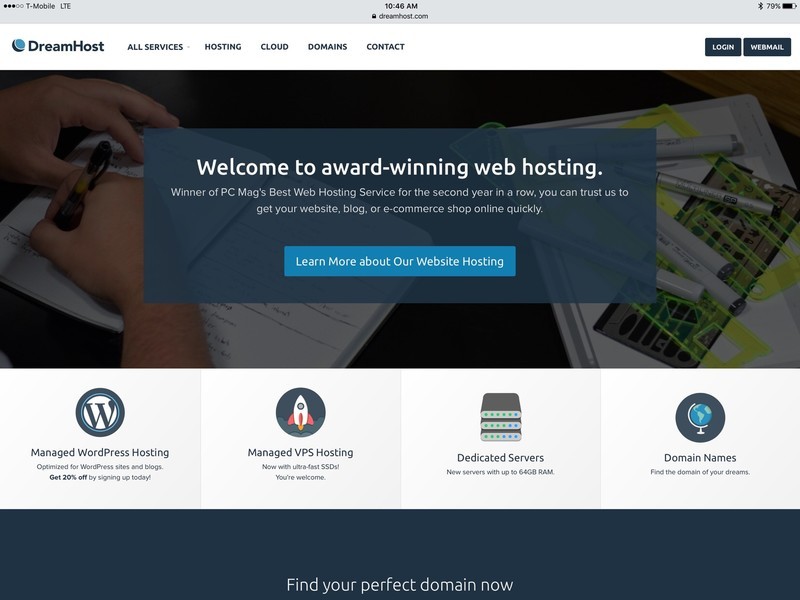 T-Mobile LTE
10:46 AM
79%
dreamhost.com
DreamHost
ALL SERVICES
HOSTING
CLOUD
DOMAINS
CONTACT
LOGIN
WEBMAIL
Welcome to award-winning web hosting.
Winner of PC Mag's Best Web Hosting Service for the second year in a row, you can trust us to
get your website, blog, or e-commerce shop online quickly.
Learn More about Our Website Hosting
Managed WordPress Hosting
Optimized for WordPress sites and blogs.
Get 20% off by signing up today!
Managed VPS Hosting
Now with ultra-fast SSDs!
You're welcome.
Dedicated Servers
New servers with up to 64GB RAM.
Domain Names
Find the domain of your dreams.
Find your perfect domain now